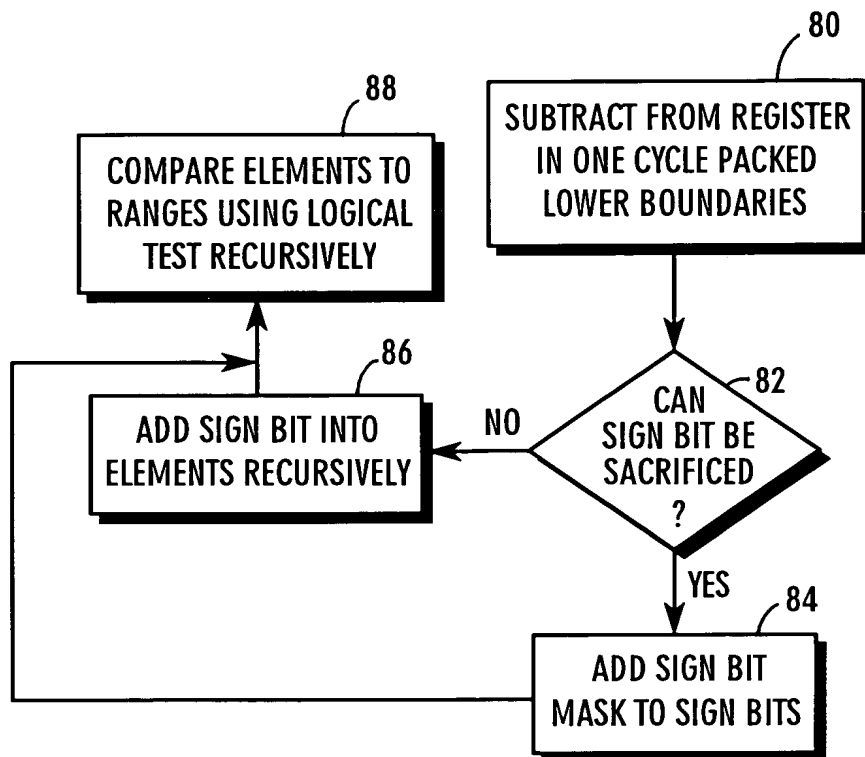 80
SUBTRACT FROM REGISTER
IN ONE CYCLE PACKED
LOWER BOUNDARIES
88
COMPARE ELEMENTS TO
RANGES USING LOGICAL
TEST RECURSIVELY
82
CAN
SIGN BIT BE
SACRIFICED
?
NO
86
ADD SIGN BIT INTO
ELEMENTS RECURSIVELY
YES
84
ADD SIGN BIT
MASK TO SIGN BITS